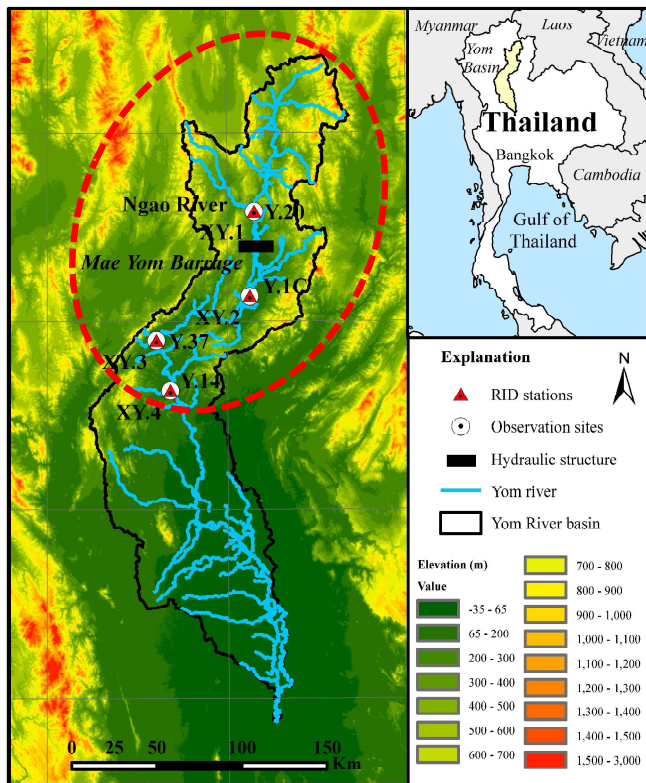 Ngao River
Y.20
XY.1
Mae Yom Barrage
Y.1C
XY.2
Y.37
XY.3
Y.14
XY.4
0 50 100 150
Km
Myanmar
Laos
Vietnam
Yom
Basin
Thailand
Bangkok
Cambodia
Gulf of
Thailand
Explanation
N
RID stations
Observation sites
Hydraulic structure
Yom river
Yom River basin
Elevation (m)
Value
-35 - 65
65 - 200
200 - 300
300 - 400
400 - 500
500 - 600
600 - 700
700 - 800
800 - 900
900 - 1,000
1,000 - 1,100
1,100 - 1,200
1,200 - 1,300
1,300 - 1,400
1,400 - 1,500
1,500 - 3,000